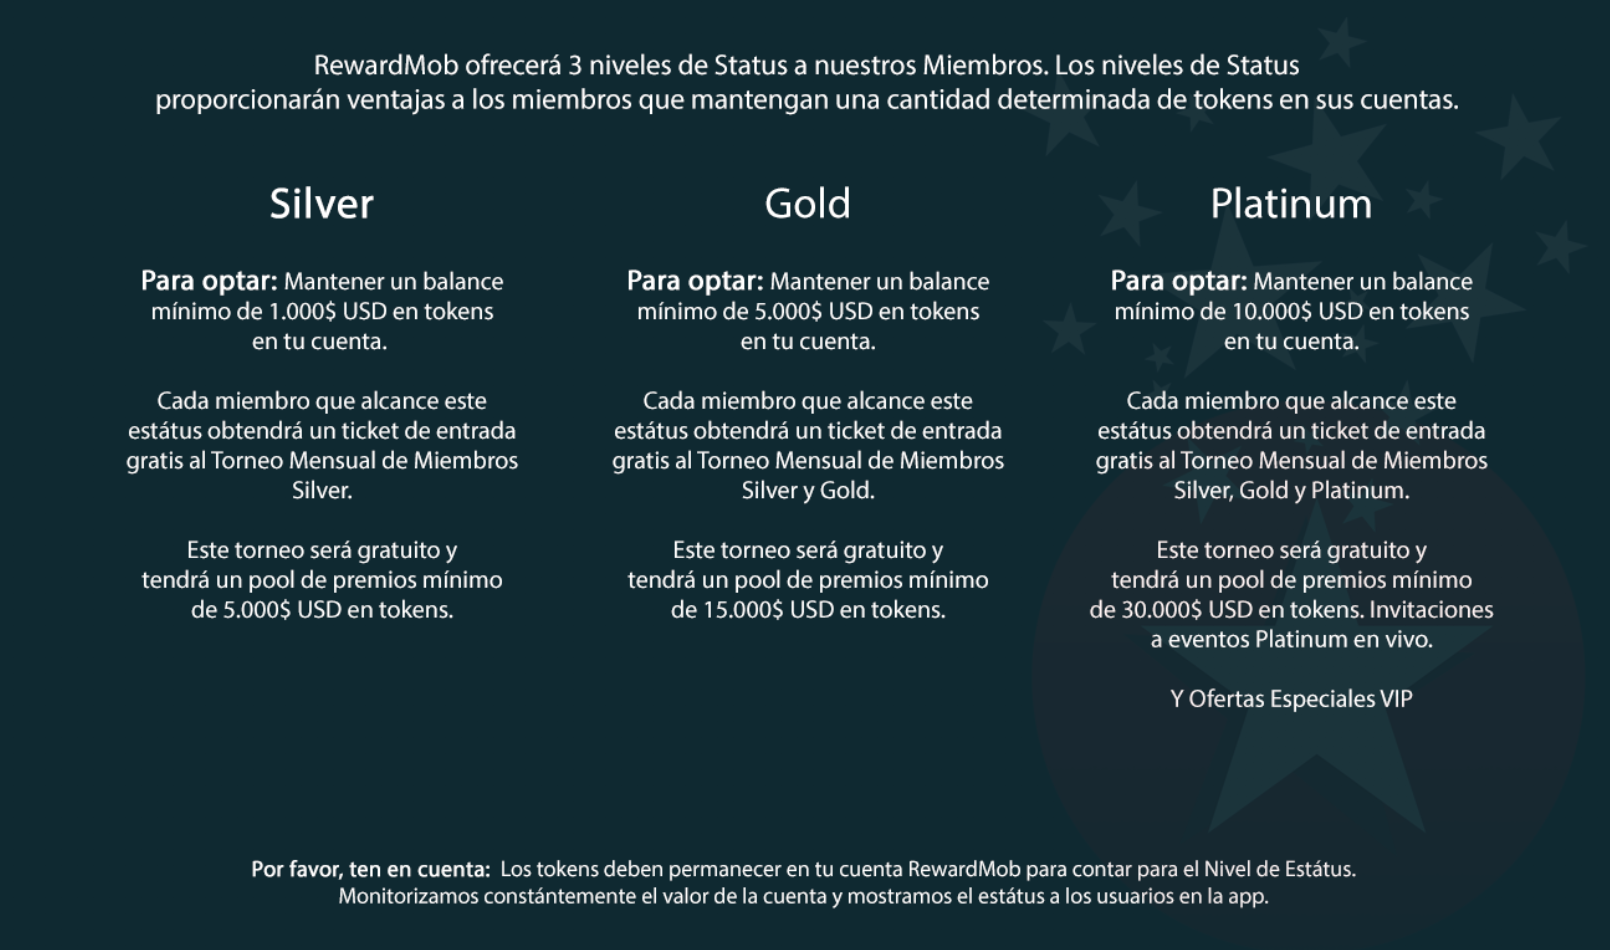 RewardMob ofrecerá 3 niveles de Status a nuestros Miembros. Los niveles de Status
proporcionarán ventajas a los miembros que mantengan una cantidad determinada de tokens en sus cuentas.
Silver
Para optar: Mantener un balance
mínimo de 1.000$ USD en tokens
en tu cuenta.
Cada miembro que alcance este
estátus obtendrá un ticket de entrada
gratis al Torneo Mensual de Miembros
Silver.
Este torneo será gratuito y
tendrá un pool de premios mínimo
de 5.000$ USD en tokens.
Gold
Para optar: Mantener un balance
mínimo de 5.000$ USD en tokens
en tu cuenta.
Cada miembro que alcance este
estátus obtendrá un ticket de entrada
gratis al Torneo Mensual de Miembros
Silver y Gold.
Este torneo será gratuito y
tendrá un pool de premios mínimo
de 15.000$ USD en tokens.
Platinum
Para optar: Mantener un balance
mínimo de 10.000$ USD en tokens
en tu cuenta.
Cada miembro que alcance este
estátus obtendrá un ticket de entrada
gratis al Torneo Mensual de Miembros
Silver, Gold y Platinum.
Este torneo será gratuito y
tendrá un pool de premios mínimo
de 30.000$ USD en tokens. Invitaciones
a eventos Platinum en vivo.
Y Ofertas Especiales VIP
Por favor, ten en cuenta: Los tokens deben permanecer en tu cuenta RewardMob para contar para el Nivel de Estátus.
Monitorizamos constántemente el valor de la cuenta y mostramos el estátus a los usuarios en la app.